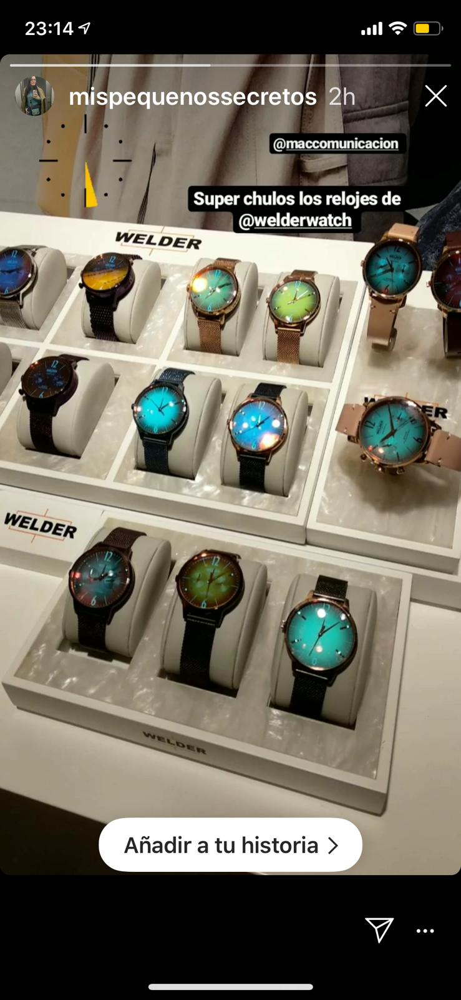 23:14
mispequenossecretos 2h
@maccomunicacion
Super chulos los relojes de
@welderwatch
WELDER
WELDER
WELDER
Añadir a tu historia